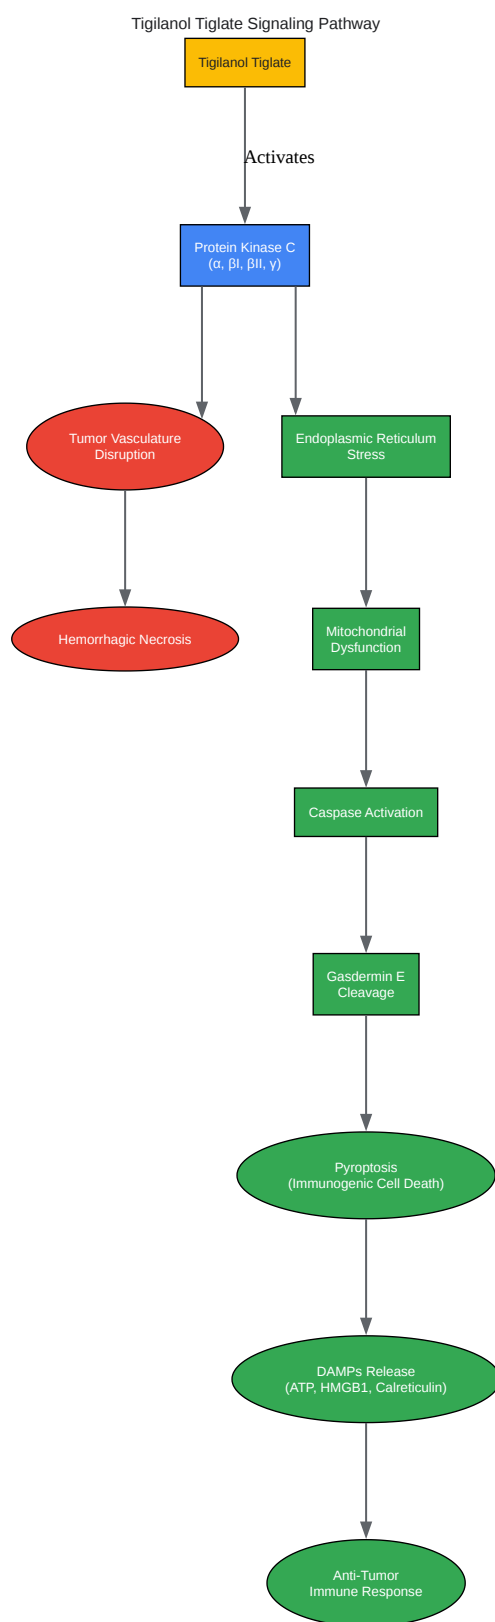 Tigilanol Tiglate Signaling Pathway
Tigilanol Tiglate
Activates
Protein Kinase C
(α, βI, βII, γ)
Tumor Vasculature
Disruption
Endoplasmic Reticulum
Stress
Hemorrhagic Necrosis
Mitochondrial
Dysfunction
Caspase Activation
Gasdermin E
Cleavage
Pyroptosis
(Immunogenic Cell Death)
DAMPs Release
(ATP, HMGB1, Calreticulin)
Anti-Tumor
Immune Response